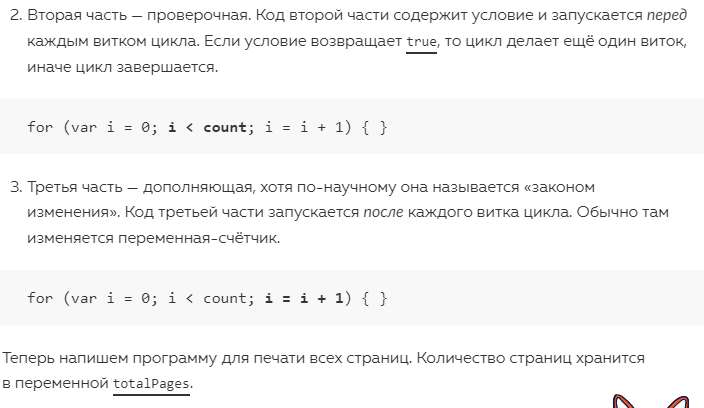 2. Вторая часть — проверочная. Код второй части содержит условие и запускается перед
каждым витком цикла. Если условие возвращает true, то цикл делает ещё один виток,
иначе цикл завершается.
for (var i = 0; i < count; i = i + 1) { }
3. Третья часть — дополняющая, хотя по-научному она называется «законом
изменения». Код третьей части запускается после каждого витка цикла. Обычно там
изменяется переменная-счётчик.
for (var i = 0; i < count; i = i + 1) { }
Теперь напишем программу для печати всех страниц. Количество страниц хранится
в переменной totalPages.